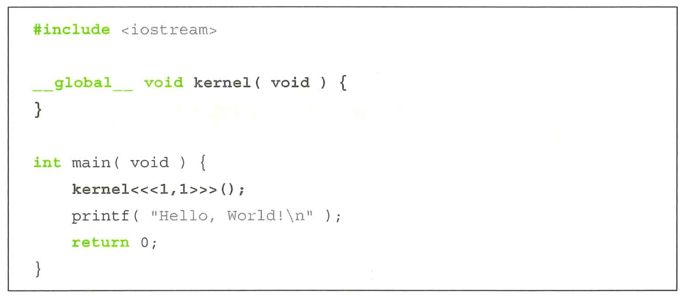 #include <iostream>
__global__ void kernel( void ) {
}
int main( void ) {
kernel<<<1,1>>>();
printf( "Hello, World!\n" );
return 0;
}